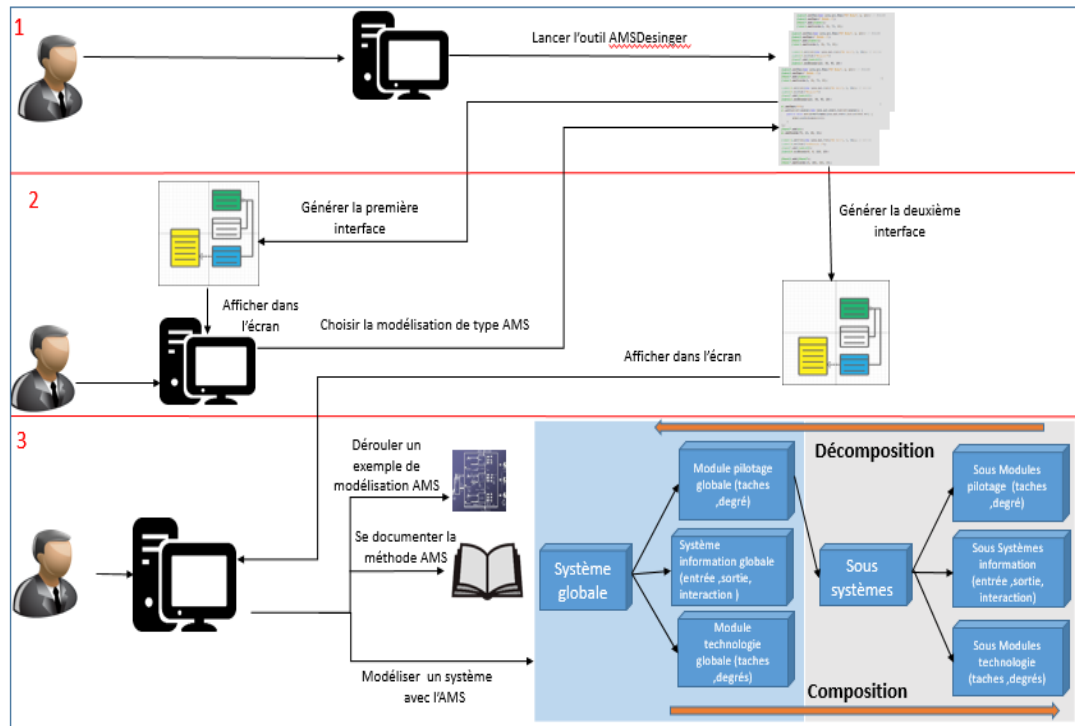 1
Lancer l'outil AMSDesinger
2
Générer la première
interface
Générer la deuxième
interface
Afficher dans
l'écran
Choisir la modélisation de type AMS
Afficher dans l'écran
3
Dérouler un
exemple de
modélisation AMS
Se documenter la
méthode AMS
Modéliser un système
avec l'AMS
Décomposition
Système
globale
Module pilotage
globale (taches
,degré)
Système
information globale
(entrée ,sortie,
interaction )
Module
technologie
globale (taches
,degrés)
Sous
systèmes
Sous Modules
pilotage (taches
,degré)
Sous Systèmes
information
(entrée ,sortie,
interaction)
Sous Modules
technologie
(taches ,degrés)
Composition